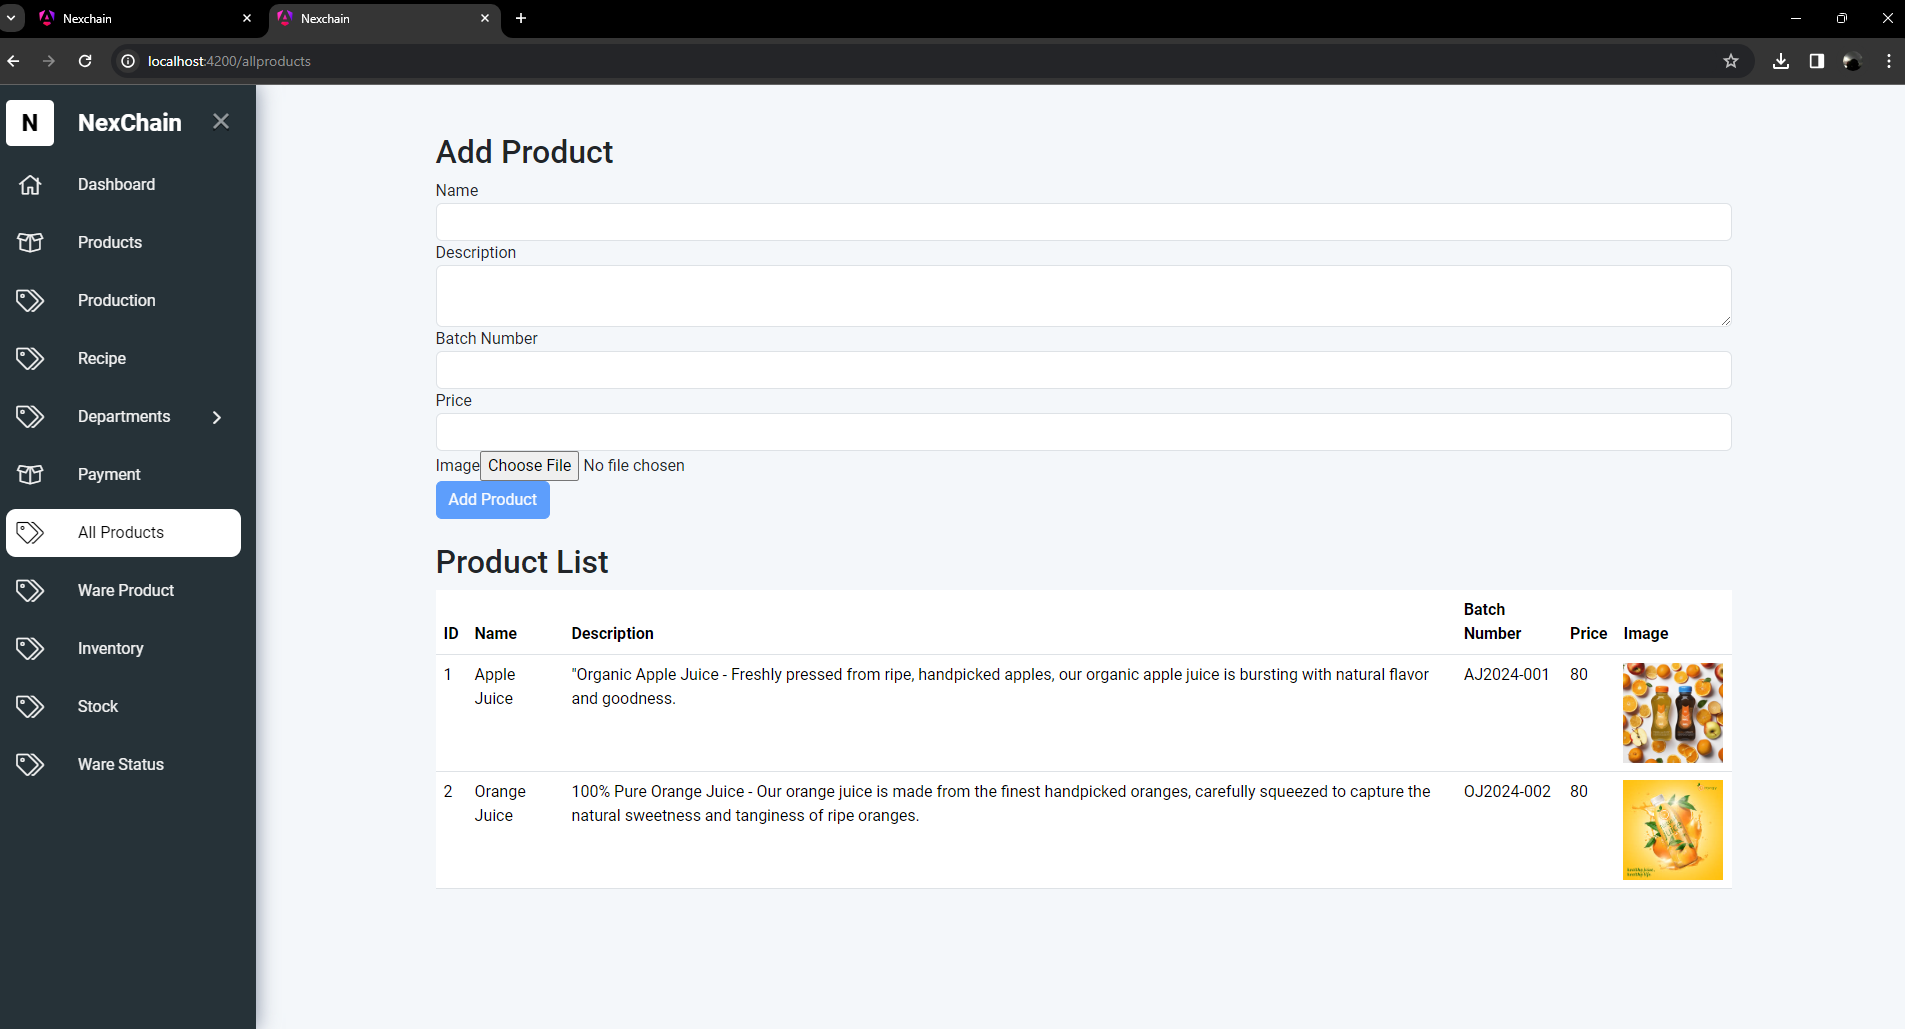 Nexchain
Nexchain
localhost:4200/allproducts
N
NexChain
Dashboard
Products
Production
Recipe
Departments
Payment
All Products
Ware Product
Inventory
Stock
Ware Status
Add Product
Name
Description
Batch Number
Price
Image Choose File No file chosen
Add Product
Product List
ID Name Description Batch Number Price Image
1 Apple Juice "Organic Apple Juice - Freshly pressed from ripe, handpicked apples, our organic apple juice is bursting with natural flavor
and goodness. AJ2024-001 80
2 Orange Juice 100% Pure Orange Juice - Our orange juice is made from the finest handpicked oranges, carefully squeezed to capture the
natural sweetness and tanginess of ripe oranges. OJ2024-002 80